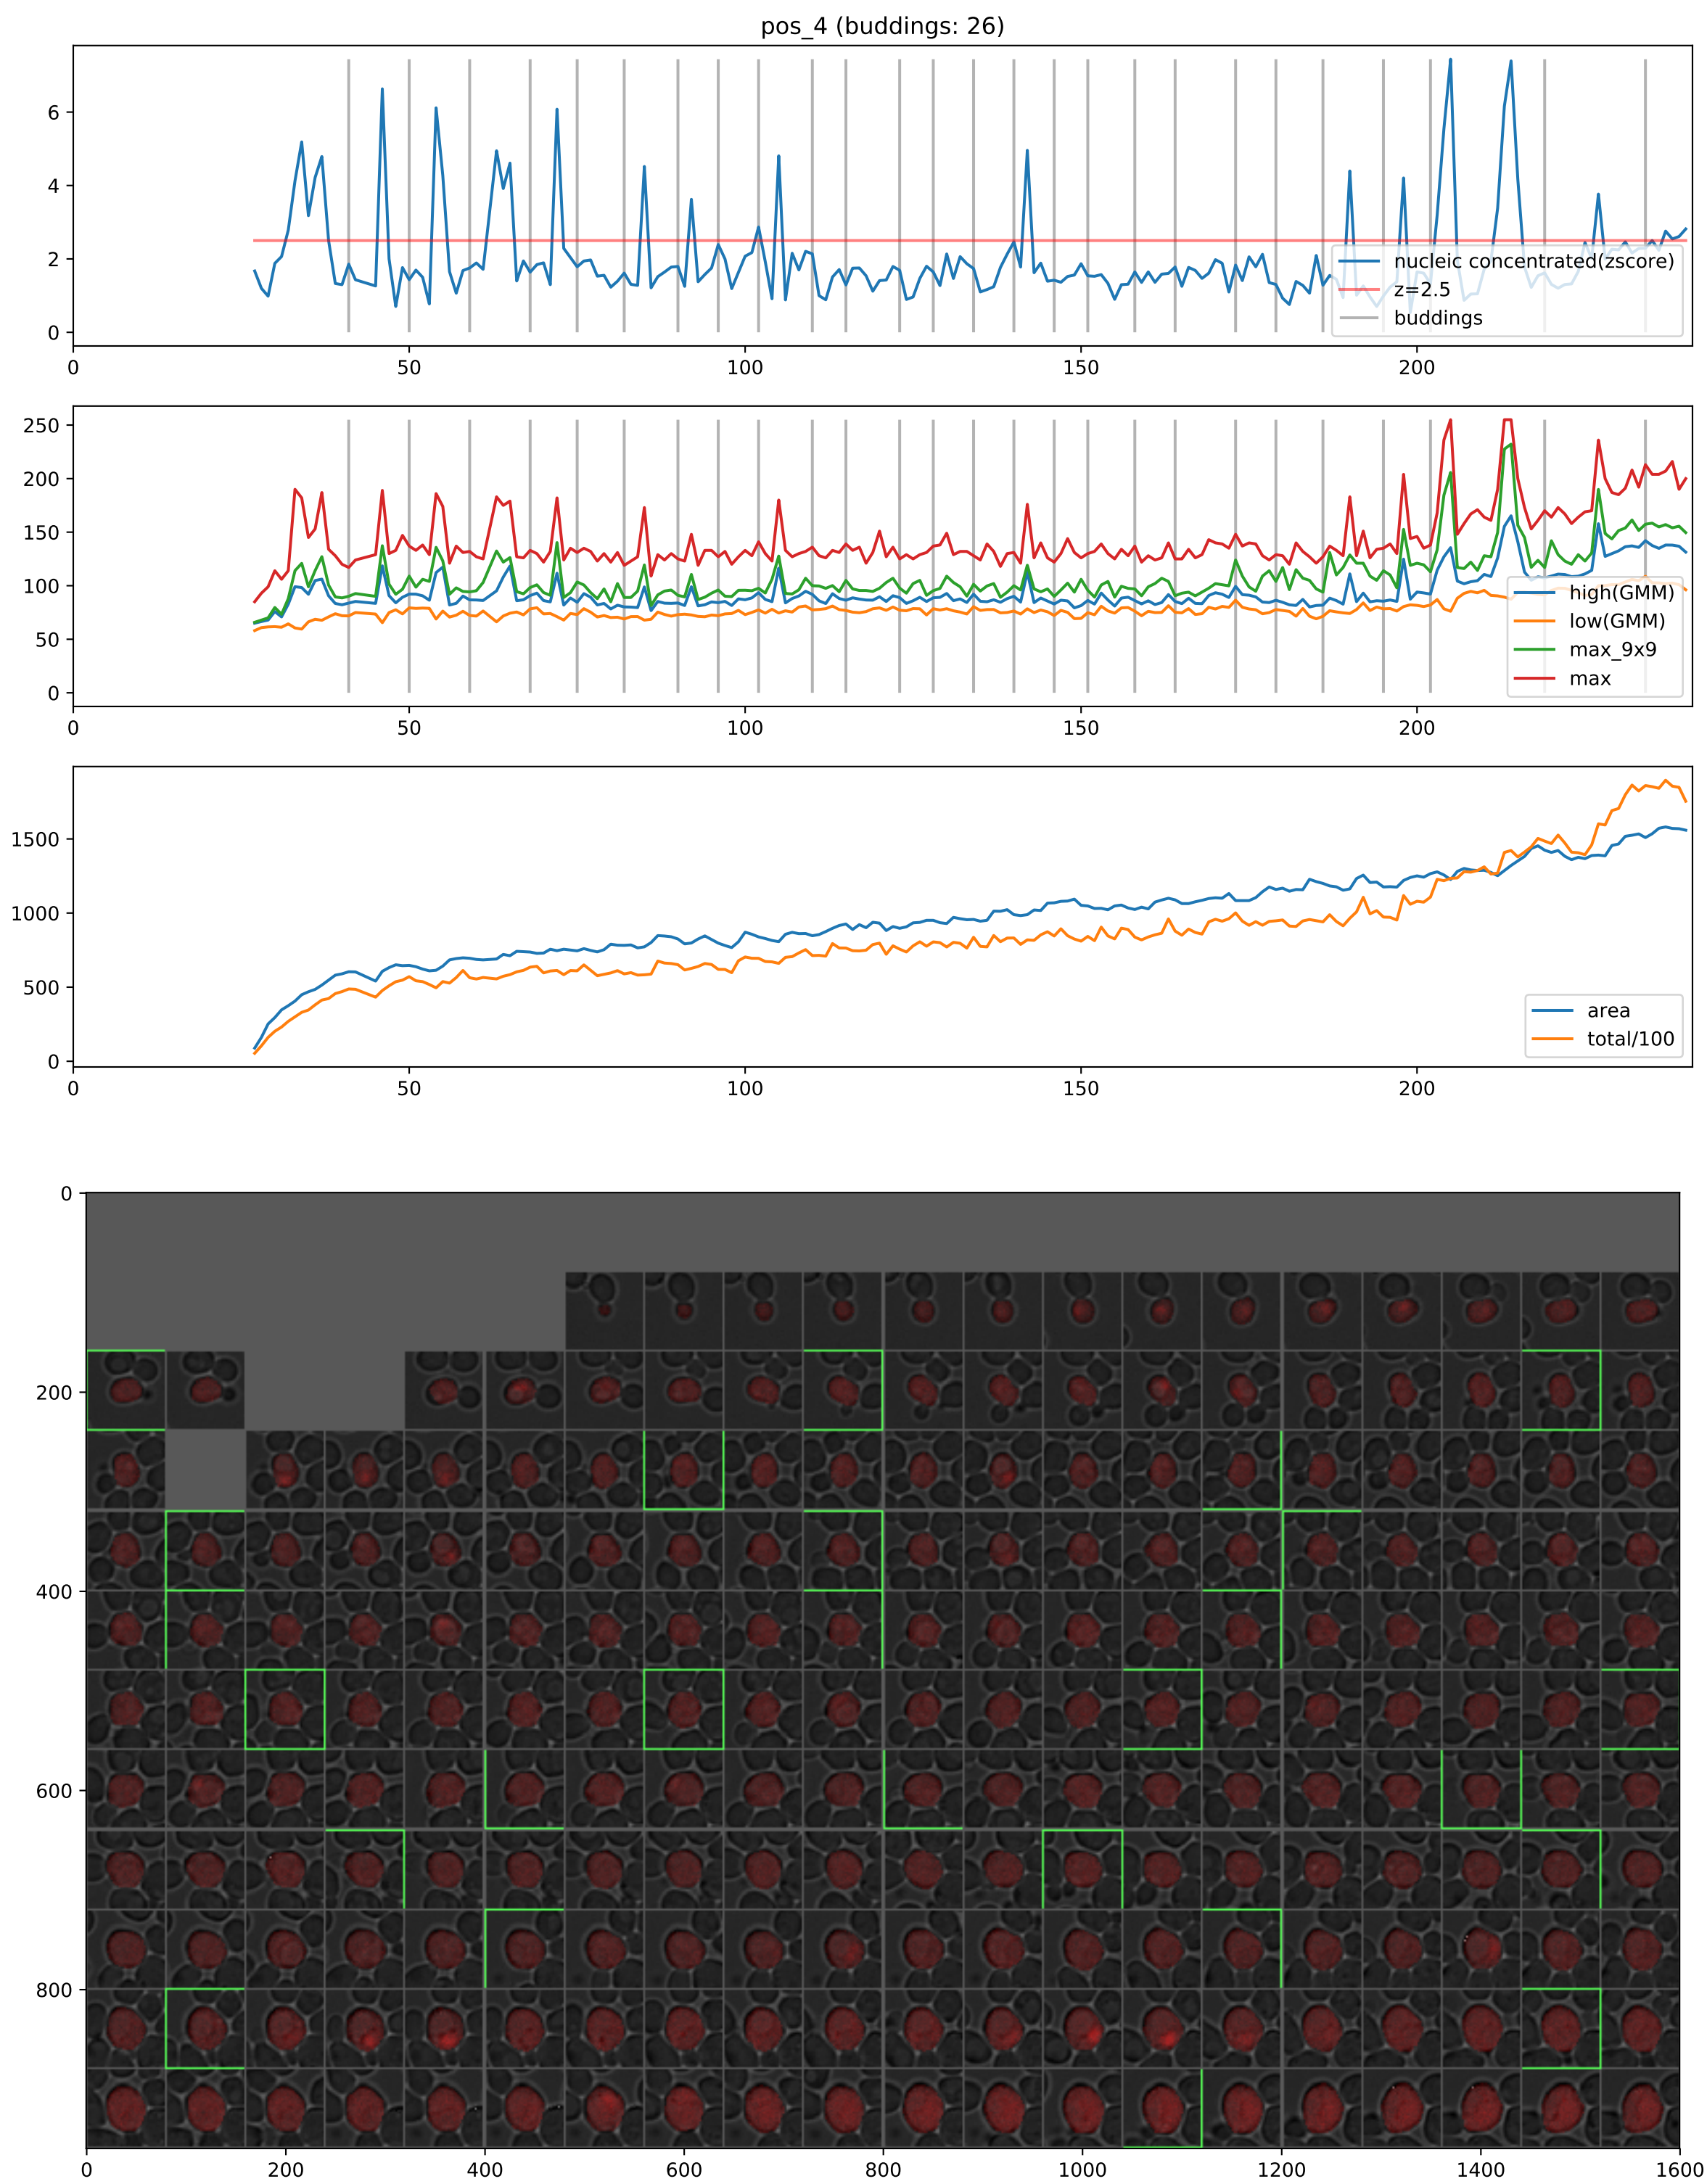 pos_4 (buddings: 26)
6
4
2
0
nucleic concentrated(zscore)
z=2.5
buddings
0 50 100 150 200
250
200
150
100
50
0
high(GMM)
low(GMM)
max_9x9
max
0 50 100 150 200
1500
1000
500
0
area
total/100
0 50 100 150 200
0
200
400
600
800
0 200 400 600 800 1000 1200 1400 1600